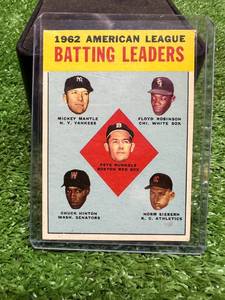 1962 AMERICAN LEAGUE
BATTING LEADERS
MICKEY MANTLE
N. Y. YANKEES
FLOYD ROBINSON
CHI. WHITE SOX
PETE RUNNELS
BOSTON RED SOX
CHUCK HINTON
WASH. SENATORS
NORM SIEBERN
K. C. ATHLETICS